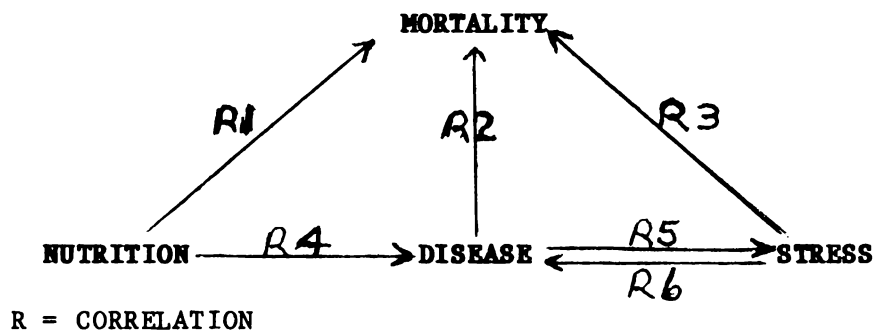 MORTALITY
R1 R2 R3
NUTRITION R4 DISEASE R5 STRESS
R6
R = CORRELATION